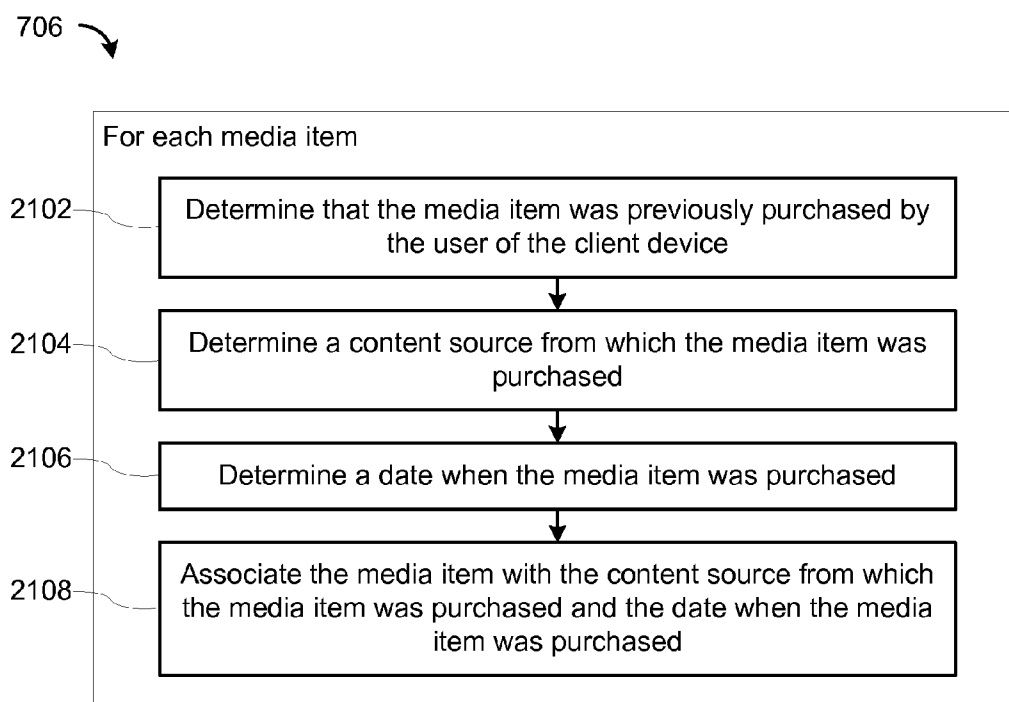 706
For each media item
2102
Determine that the media item was previously purchased by
the user of the client device
2104
Determine a content source from which the media item was
purchased
2106
Determine a date when the media item was purchased
2108
Associate the media item with the content source from which
the media item was purchased and the date when the media
item was purchased